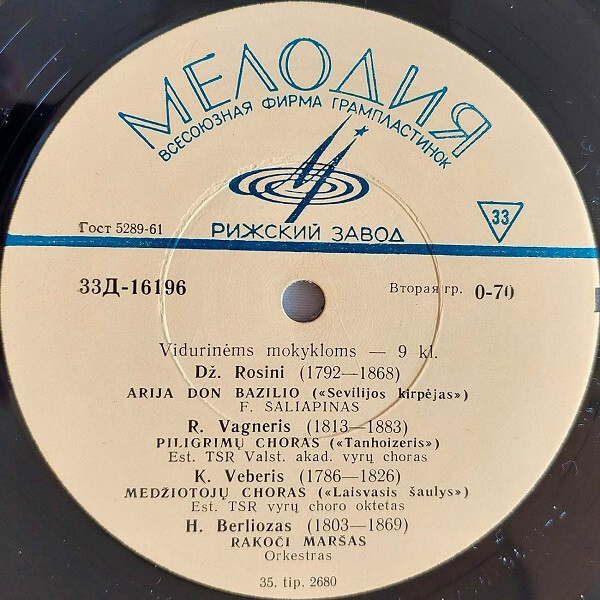 МЕЛОДИЯ
ВСЕСОЮЗНАЯ ФИРМА ГРАМПЛАСТИНОК
Гост 5289-61
РИЖСКИЙ ЗАВОД
33
33Д-16196
Вторая гр. 0-70
Vidurinėms mokykloms — 9 kl.
Dž. Rosini (1792—1868)
ARIJA DON BAZILIO («Sevilijos kirpėjas»)
F. ŠALIAPINAS
R. Vagneris (1813—1883)
PILIGRIMŲ CHORAS («Tanhoizeris»)
Est. TSR Valst. akad. vyrų choras
K. Veberis (1786—1826)
MEDŽIOTOJŲ CHORAS («Laisvasis šaulys»)
Est. TSR vyrų choro oktetas
H. Berliozas (1803—1869)
RAKOČI MARŠAS
Orkestras
35. tip. 2680